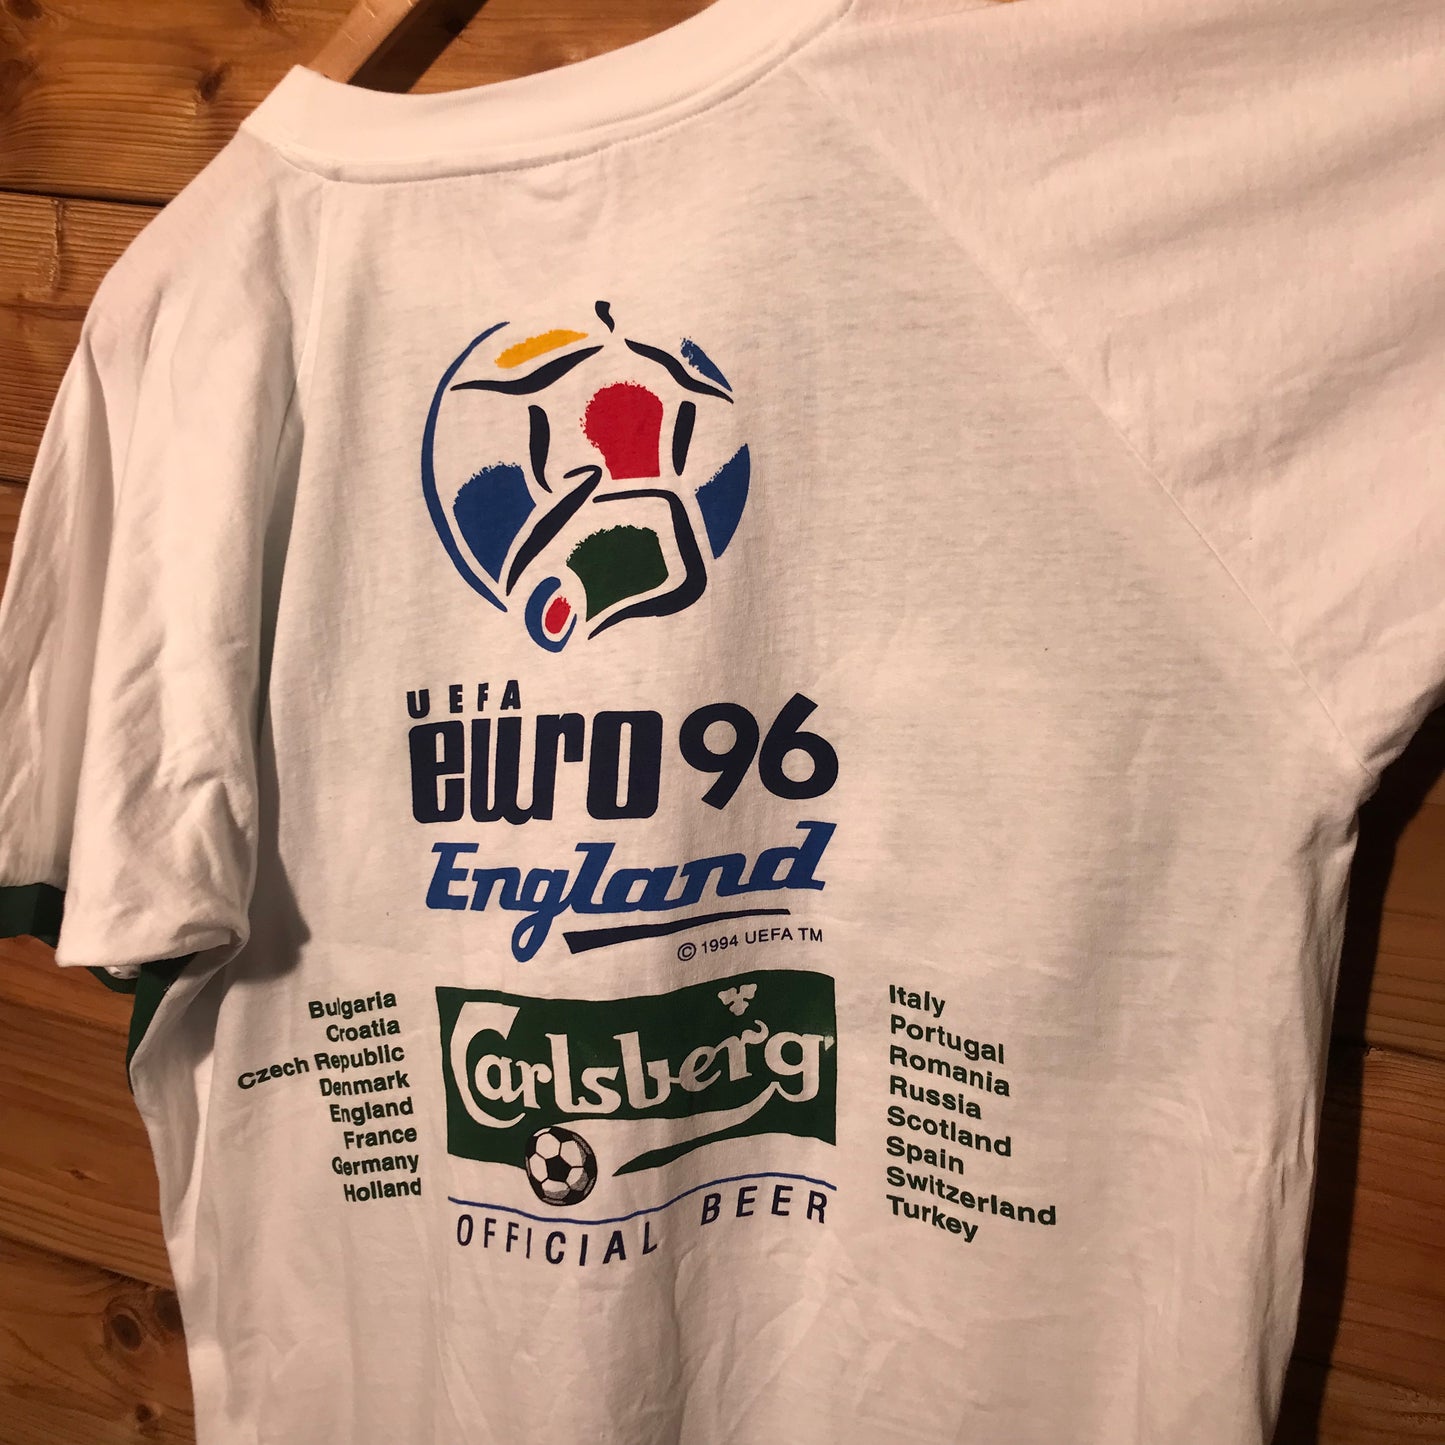 UEFA
euro 96
England
© 1994 UEFA TM
Bulgaria
Croatia
Czech Republic
Denmark
England
France
Germany
Holland
Carlsberg
OFFICIAL BEER
Italy
Portugal
Romania
Russia
Scotland
Spain
Switzerland
Turkey